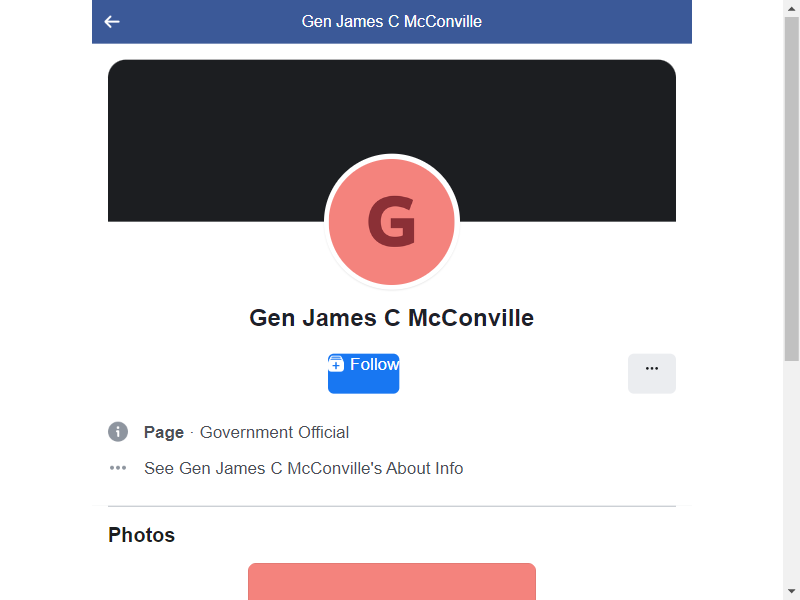 Gen James C McConville
G
Gen James C McConville
Follow
Page · Government Official
See Gen James C McConville's About Info
Photos